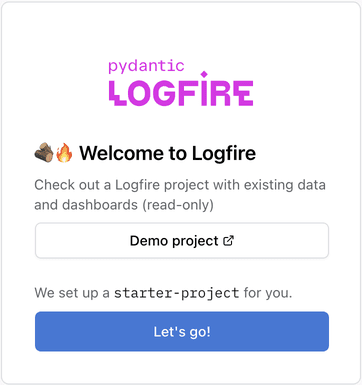 pydantic
LOGFIRE
Welcome to Logfire
Check out a Logfire project with existing data
and dashboards (read-only)
Demo project
We set up a starter-project for you.
Let's go!